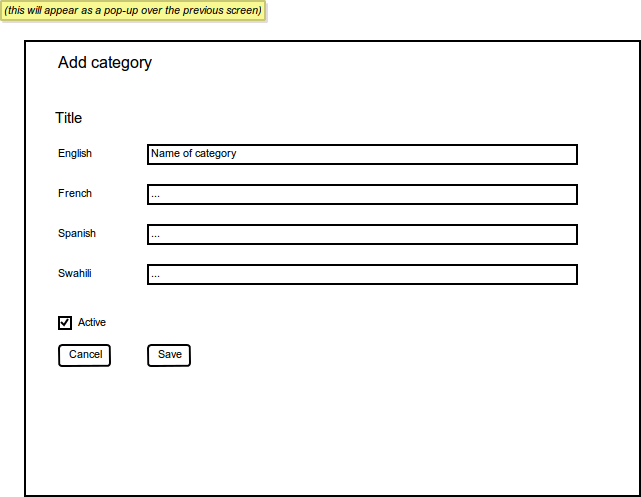 (this will appear as a pop-up over the previous screen)
Add category
Title
English Name of category
French ...
Spanish ...
Swahili ...
Active
Cancel Save